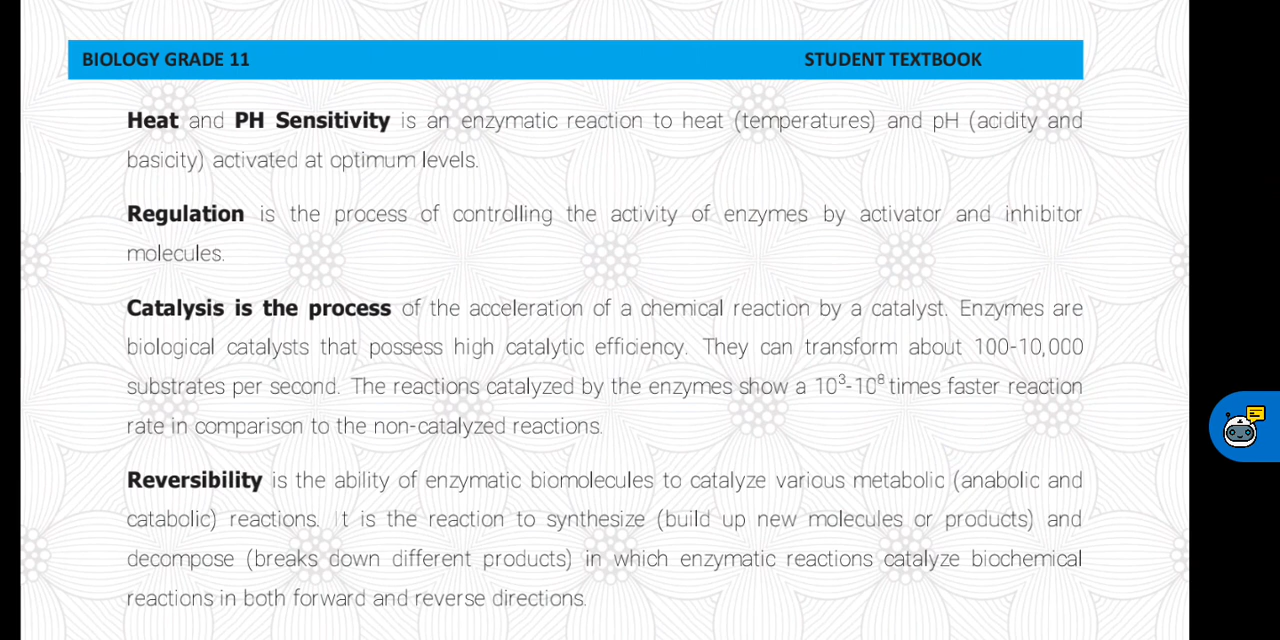 BIOLOGY GRADE 11 STUDENT TEXTBOOK
Heat and PH Sensitivity is an enzymatic reaction to heat (temperatures) and pH (acidity and
basicity) activated at optimum levels.
Regulation is the process of controlling the activity of enzymes by activator and inhibitor
molecules.
Catalysis is the process of the acceleration of a chemical reaction by a catalyst. Enzymes are
biological catalysts that possess high catalytic efficiency. They can transform about 100-10,000
substrates per second. The reactions catalyzed by the enzymes show a 10³-10⁸ times faster reaction
rate in comparison to the non-catalyzed reactions.
Reversibility is the ability of enzymatic biomolecules to catalyze various metabolic (anabolic and
catabolic) reactions. It is the reaction to synthesize (build up new molecules or products) and
decompose (breaks down different products) in which enzymatic reactions catalyze biochemical
reactions in both forward and reverse directions.